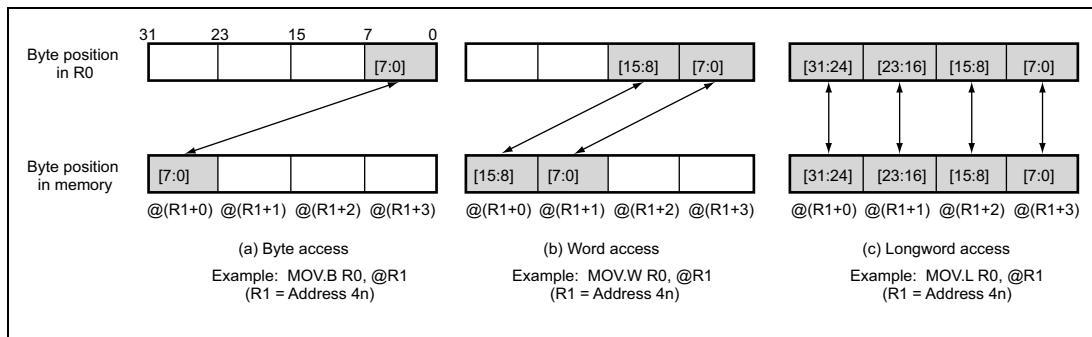 31 23 15 7 0
Byte position
in R0
[7:0] [15:8] [7:0] [31:24] [23:16] [15:8] [7:0]
Byte position
in memory
[7:0] [15:8] [7:0] [31:24] [23:16] [15:8] [7:0]
@(R1+0) @(R1+1) @(R1+2) @(R1+3) @(R1+0) @(R1+1) @(R1+2) @(R1+3) @(R1+0) @(R1+1) @(R1+2) @(R1+3)
(a) Byte access (b) Word access (c) Longword access
Example: MOV.B R0, @R1 Example: MOV.W R0, @R1 Example: MOV.L R0, @R1
(R1 = Address 4n) (R1 = Address 4n) (R1 = Address 4n)